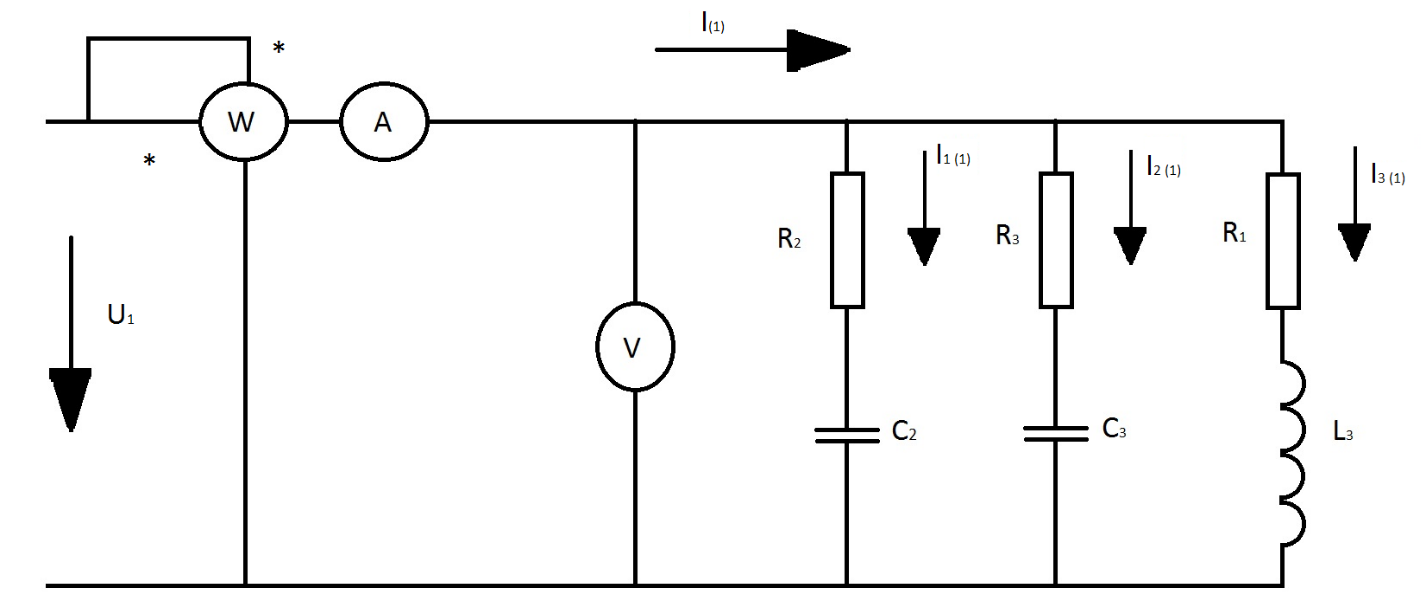 I(1)
*
W
A
*
I1 (1)
I2 (1)
I3 (1)
R2
R3
R1
U1
V
C2
C3
L3